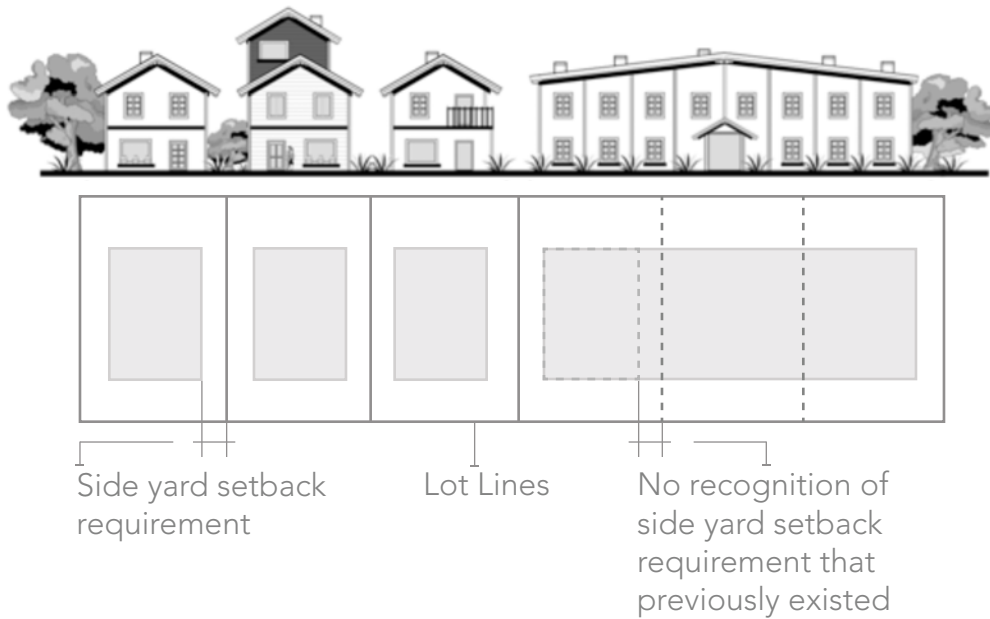 Side yard setback
requirement
Lot Lines
No recognition of
side yard setback
requirement that
previously existed